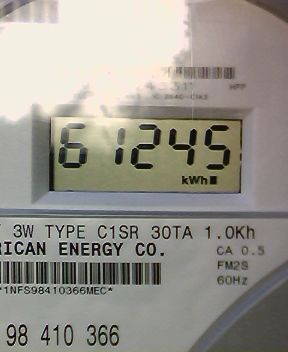 61245
kWh
3W TYPE C1SR 30TA 1.0Kh
RICAN ENERGY CO.
CA 0.5
FM2S
60Hz
*1NFS98410366MEC*
98 410 366